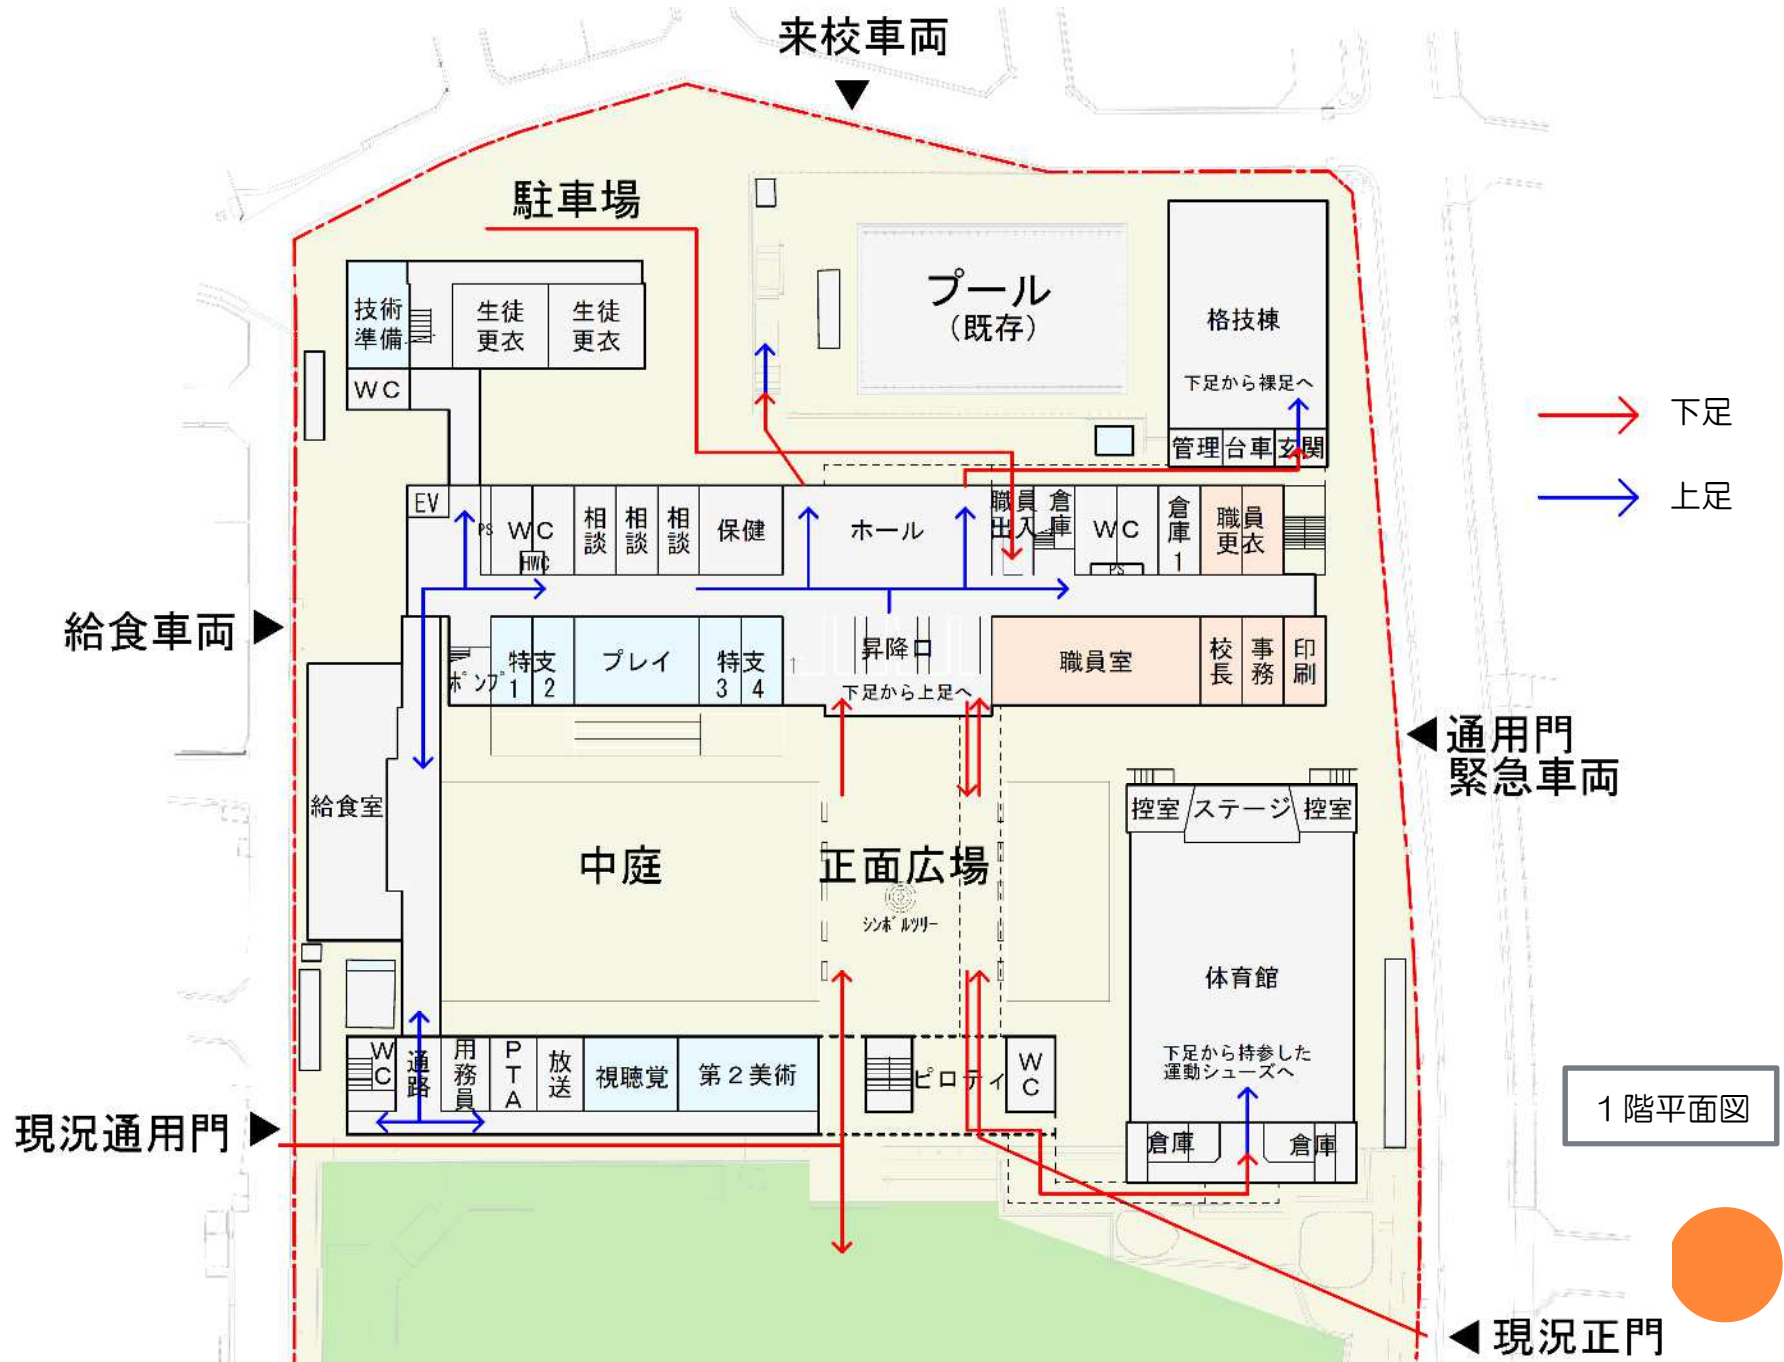 来校車両
駐車場
プール
(既存)
格技棟
下足から裸足へ
管理 台車 玄関
技術
準備
生徒
更衣
生徒
更衣
WC
下足
上足
EV
PS
WC
HWC
相談
相談
相談
保健
ホール
職員
出入
倉庫
WC
PS
倉庫1
職員
更衣
給食車両
ポンプ
特支
1 2
プレイ
特支
3 4
昇降口
下足から上足へ
職員室
校長
事務
印刷
通用門
緊急車両
給食室
中庭
正面広場
シンボルツリー
控室 ステージ 控室
体育館
下足から持参した
運動シューズへ
倉庫
倉庫
WC
通路
用務員
PTA
放送
視聴覚
第2美術
ピロティ
WC
1階平面図
現況通用門
現況正門